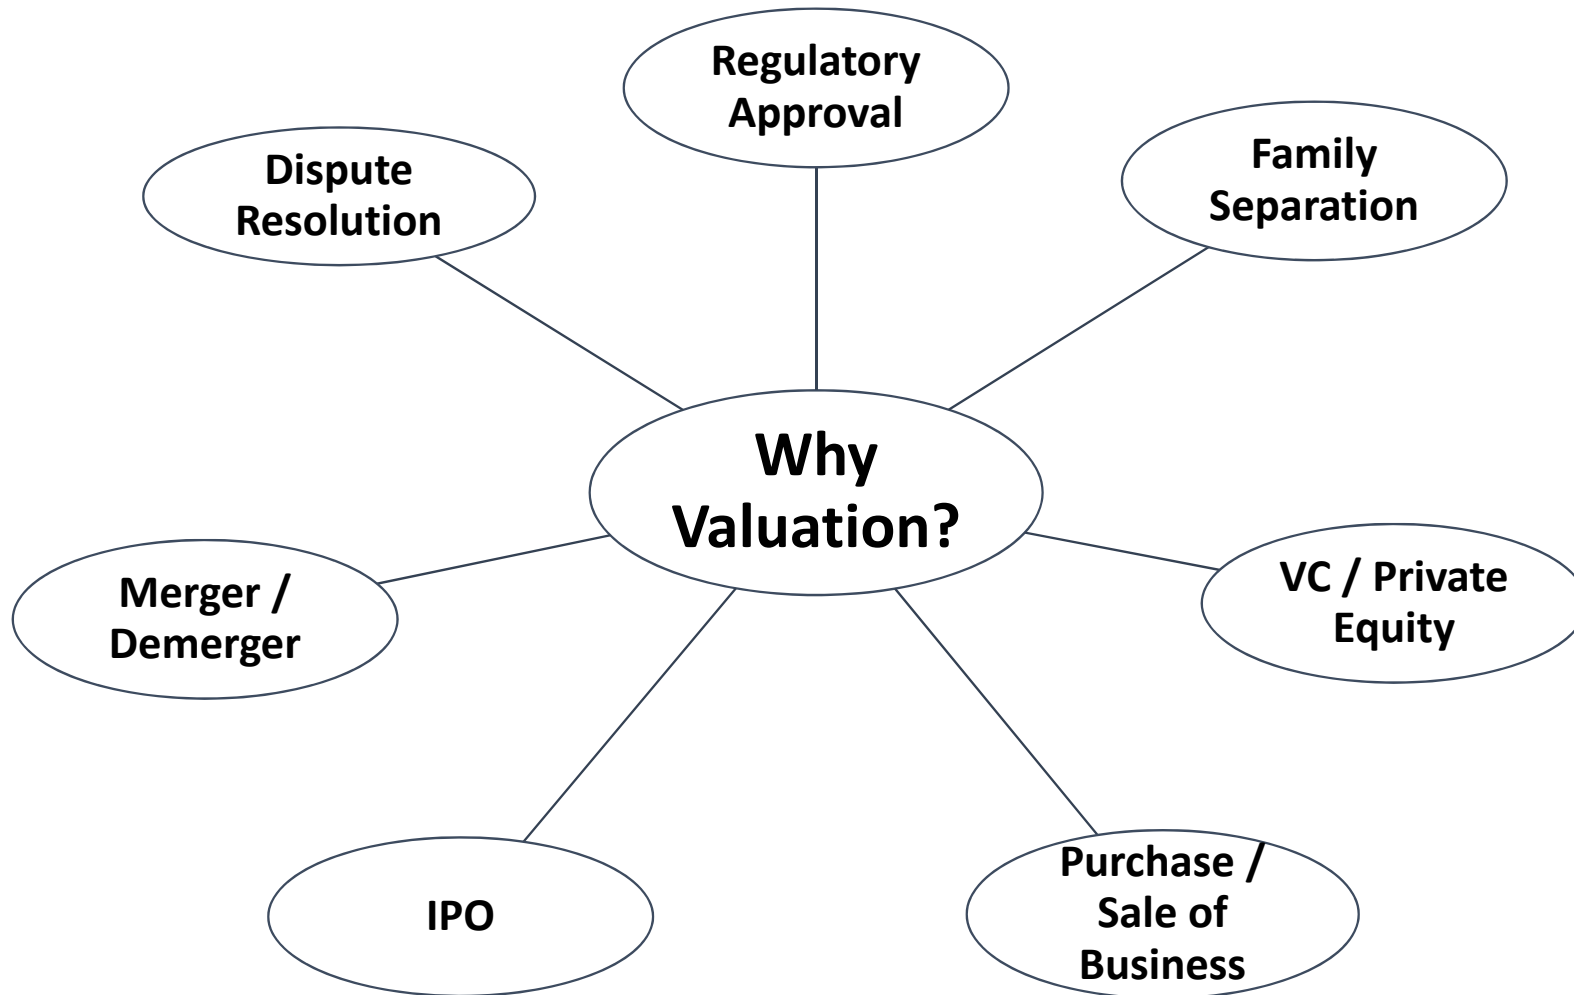 Regulatory
Approval
Family
Separation
Dispute
Resolution
Why
Valuation?
VC / Private
Equity
Merger /
Demerger
Purchase /
Sale of
Business
IPO